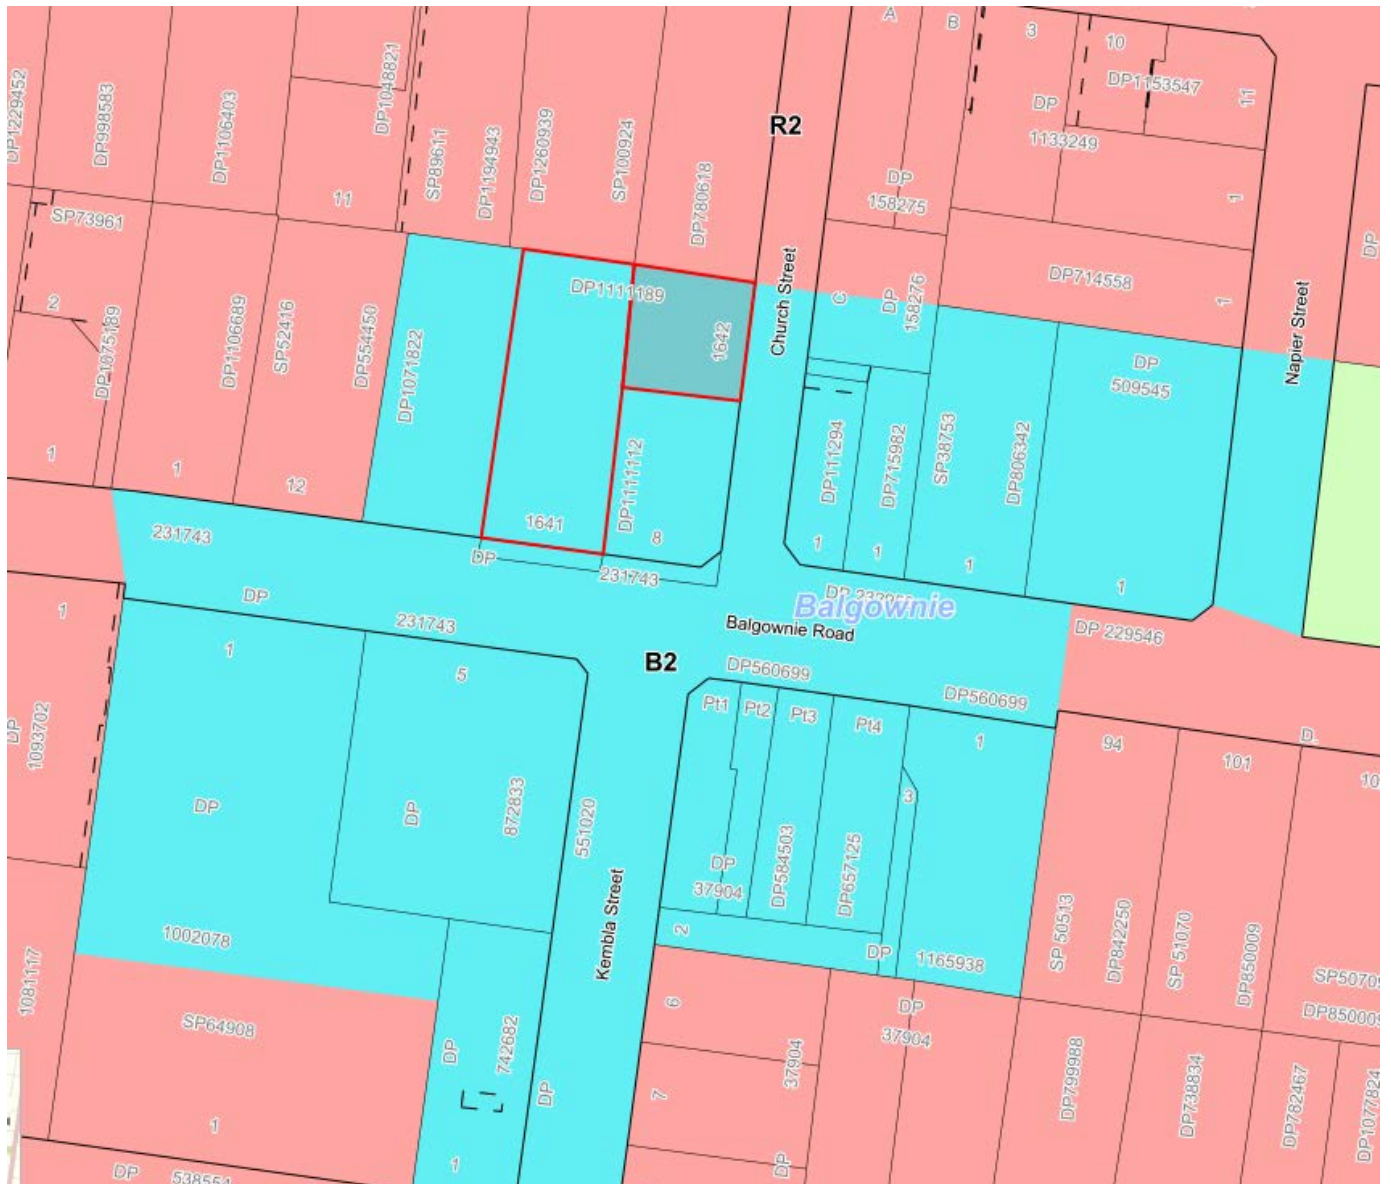 A
B
3
10
DP1153547
11
R2
DP
1133249
1
DP1229452
DP998583
DP1106403
DP1048821
11
SP89611
DP1194943
DP1260939
SP100924
DP780618
DP
158275
DP
SP73961
2
DP1075189
1
DP1106689
1
SP52416
12
DP554450
DP1071822
DP1111189
1642
1641
DP1111112
8
Church Street
C
DP
158276
DP714558
1
DP
509545
Napier Street
DP111294
1
DP715982
1
SP38753
DP806342
1
1
231743
DP
231743
DP
231743
Balgownie
Balgownie Road
DP 229546
B2
DP560699
DP560699
1
1
5
DP
1093702
DP
DP
872833
551020
Kembla Street
Pt1
Pt2
Pt3
Pt4
1
3
DP
37904
DP584503
DP657125
2
DP
1165938
94
101
10
D.
SP 50513
DP842250
SP 51070
DP850009
SP50709
DP850009
1002078
1081117
SP64908
1
DP
742682
DP
1
DP
6
7
37904
DP
DP
37904
DP799988
DP738834
DP782467
DP1077824